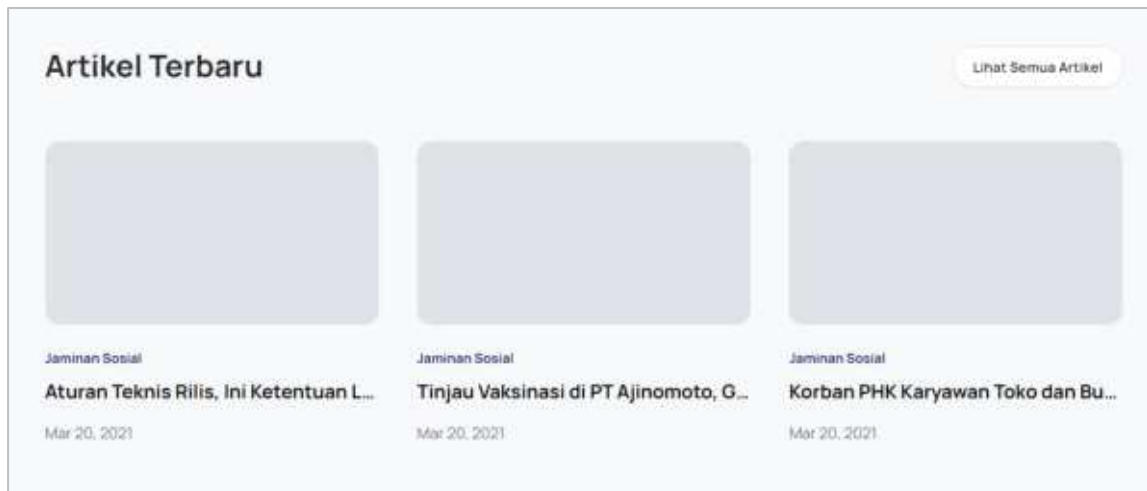 Artikel Terbaru
Lihat Semua Artikel
Jaminan Sosial
Aturan Teknis Rilis, Ini Ketentuan L...
Mar 20, 2021
Jaminan Sosial
Tinjau Vaksinasi di PT Ajinomoto, G...
Mar 20, 2021
Jaminan Sosial
Korban PHK Karyawan Toko dan Bu...
Mar 20, 2021